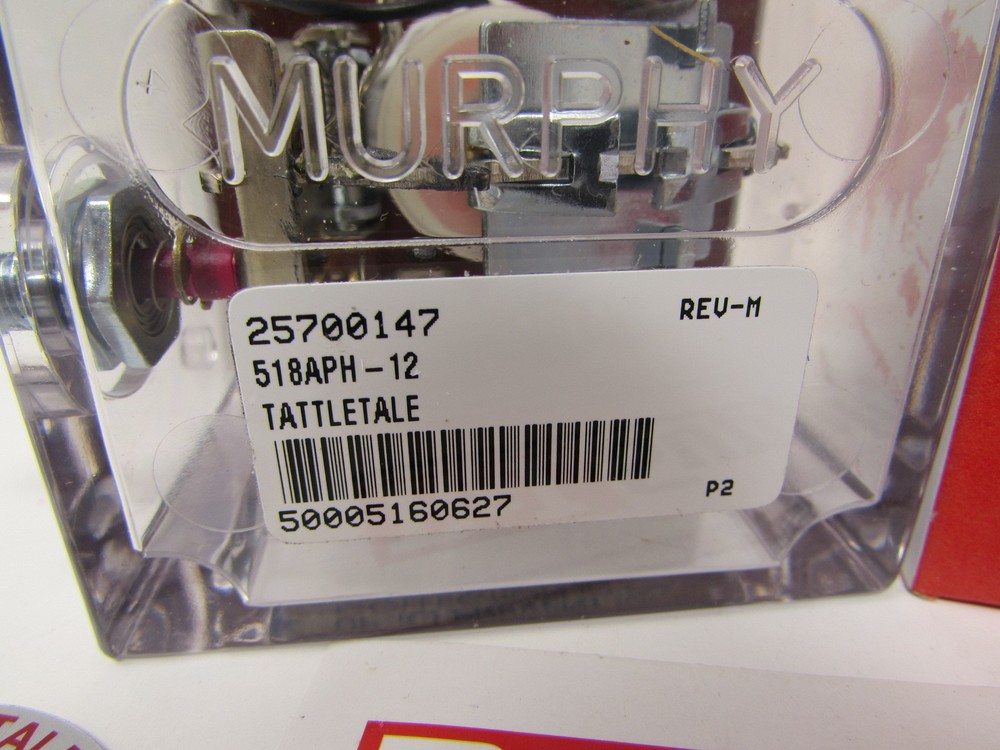 MURPHY
25700147
REV-M
518APH-12
TATTLETALE
50005160627
P2